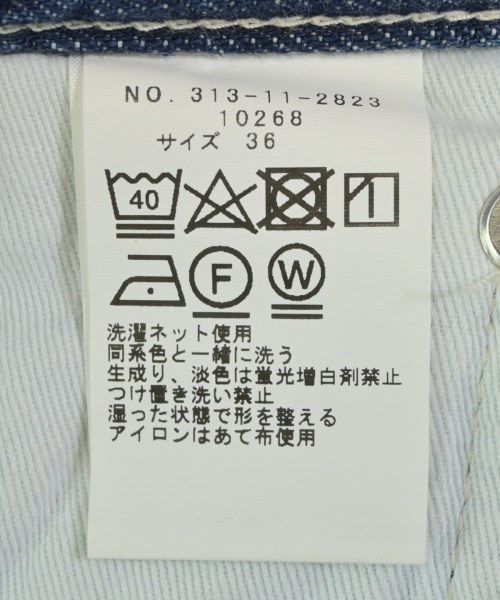 NO. 313-11-2823
10268
サイズ 36
40
F W
洗濯ネット使用
同系色と一緒に洗う
生成り、淡色は蛍光増白剤禁止
つけ置き洗い禁止
湿った状態で形を整える
アイロンはあて布使用